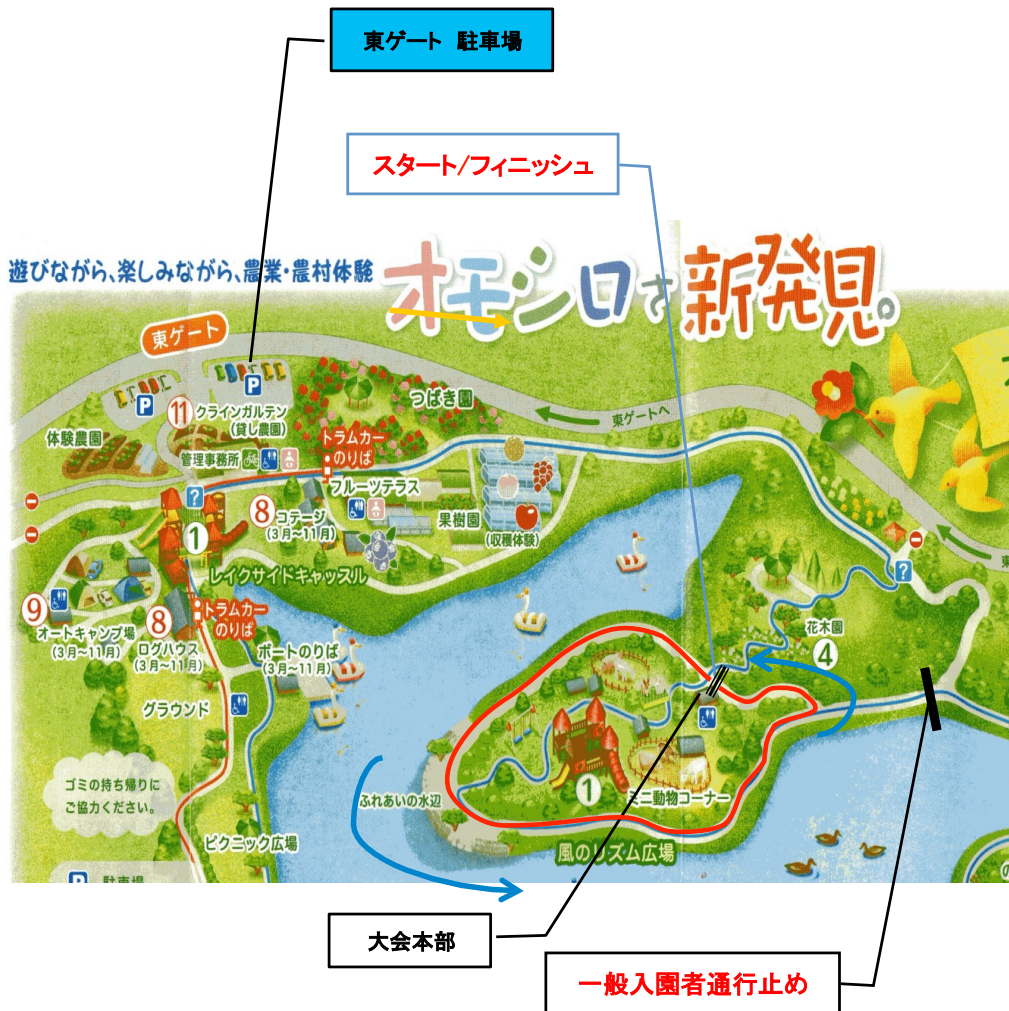 東ゲート 駐車場
スタート/フィニッシュ
遊びながら、楽しみながら、農業・農村体験
オモシロさ新発見。
東ゲート
P
P
⑪クラインガルテン
(貸し農園)
つばき園
東ゲートへ
体験農園
管理事務所
トラムカー
のりば
フルーツテラス
?
⑧コテージ
(3月〜11月)
果樹園
(収穫体験)
①
レイクサイドキャッスル
?
⑨
オートキャンプ場
(3月〜11月)
⑧
ログハウス
(3月〜11月)
トラムカー
のりば
ボートのりば
(3月〜11月)
花木園
④
グラウンド
ゴミの持ち帰りに
ご協力ください。
ふれあいの水辺
①
ミニ動物コーナー
ピクニック広場
風のリズム広場
P 駐車場
大会本部
一般入園者通行止め